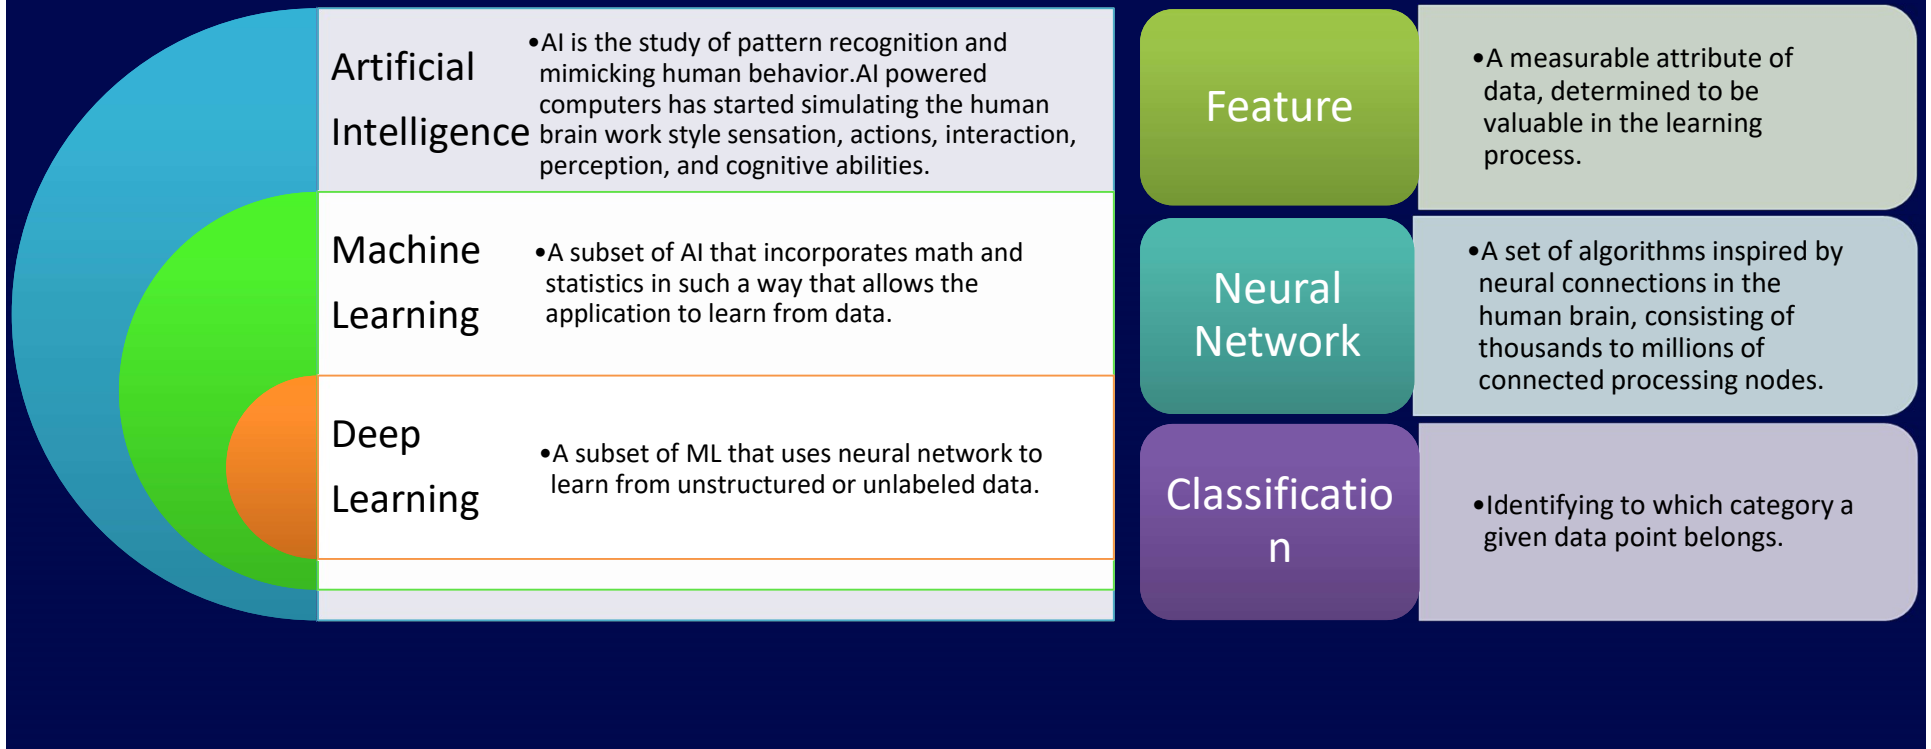 Artificial
Intelligence
•AI is the study of pattern recognition and
mimicking human behavior.AI powered
computers has started simulating the human
brain work style sensation, actions, interaction,
perception, and cognitive abilities.
Machine
Learning
•A subset of AI that incorporates math and
statistics in such a way that allows the
application to learn from data.
Deep
Learning
•A subset of ML that uses neural network to
learn from unstructured or unlabeled data.
Feature
•A measurable attribute of
data, determined to be
valuable in the learning
process.
Neural
Network
•A set of algorithms inspired by
neural connections in the
human brain, consisting of
thousands to millions of
connected processing nodes.
Classificatio
n
•Identifying to which category a
given data point belongs.